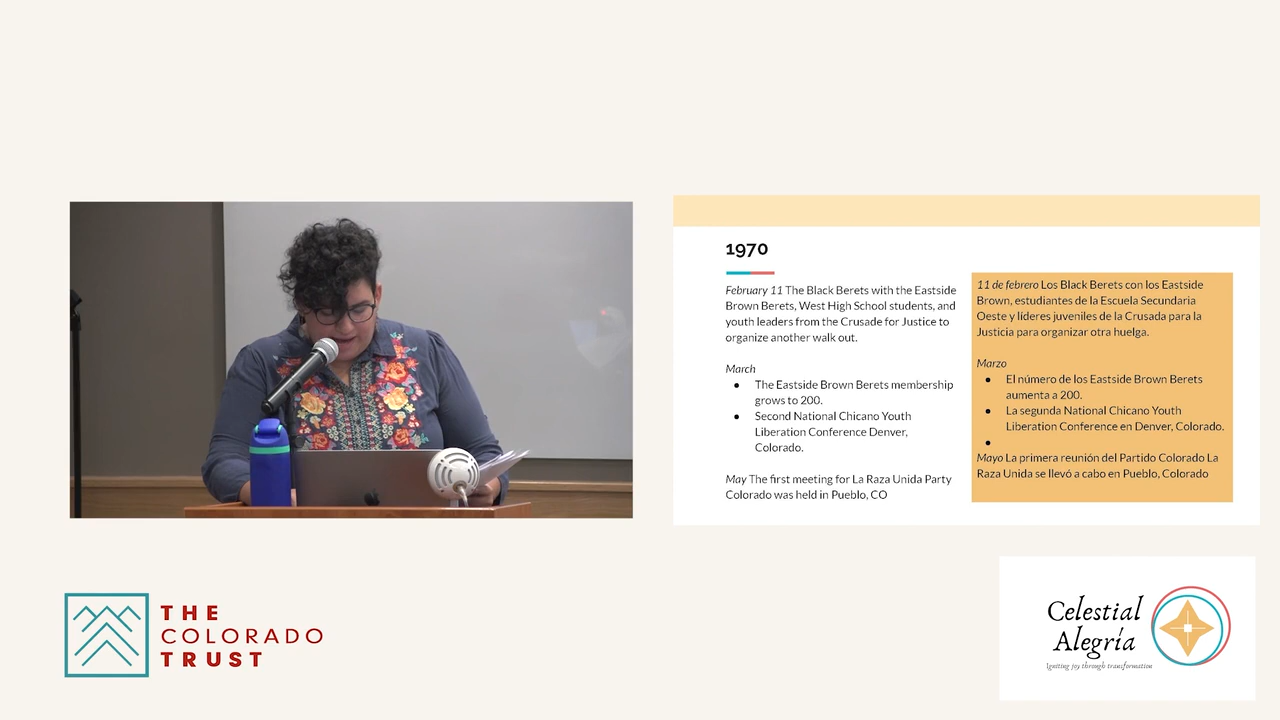 1970
February 11 The Black Berets with the Eastside
Brown Berets, West High School students, and
youth leaders from the Crusade for Justice to
organize another walk out.
March
● The Eastside Brown Berets membership
grows to 200.
● Second National Chicano Youth
Liberation Conference Denver,
Colorado.
May The first meeting for La Raza Unida Party
Colorado was held in Pueblo, CO
11 de febrero Los Black Berets con los Eastside
Brown, estudiantes de la Escuela Secundaria
Oeste y líderes juveniles de la Crusada para la
Justicia para organizar otra huelga.
Marzo
● El número de los Eastside Brown Berets
aumenta a 200.
● La segunda National Chicano Youth
Liberation Conference en Denver, Colorado.
●
Mayo La primera reunión del Partido Colorado La
Raza Unida se llevó a cabo en Pueblo, Colorado
THE
COLORADO
TRUST
Celestial
Alegría
Igniting joy through transformation